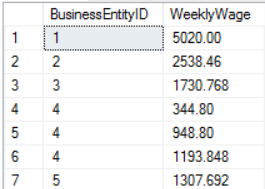 BusinessEntityID WeeklyWage
1 1 5020.00
2 2 2538.46
3 3 1730.768
4 4 344.80
5 4 948.80
6 4 1193.848
7 5 1307.692